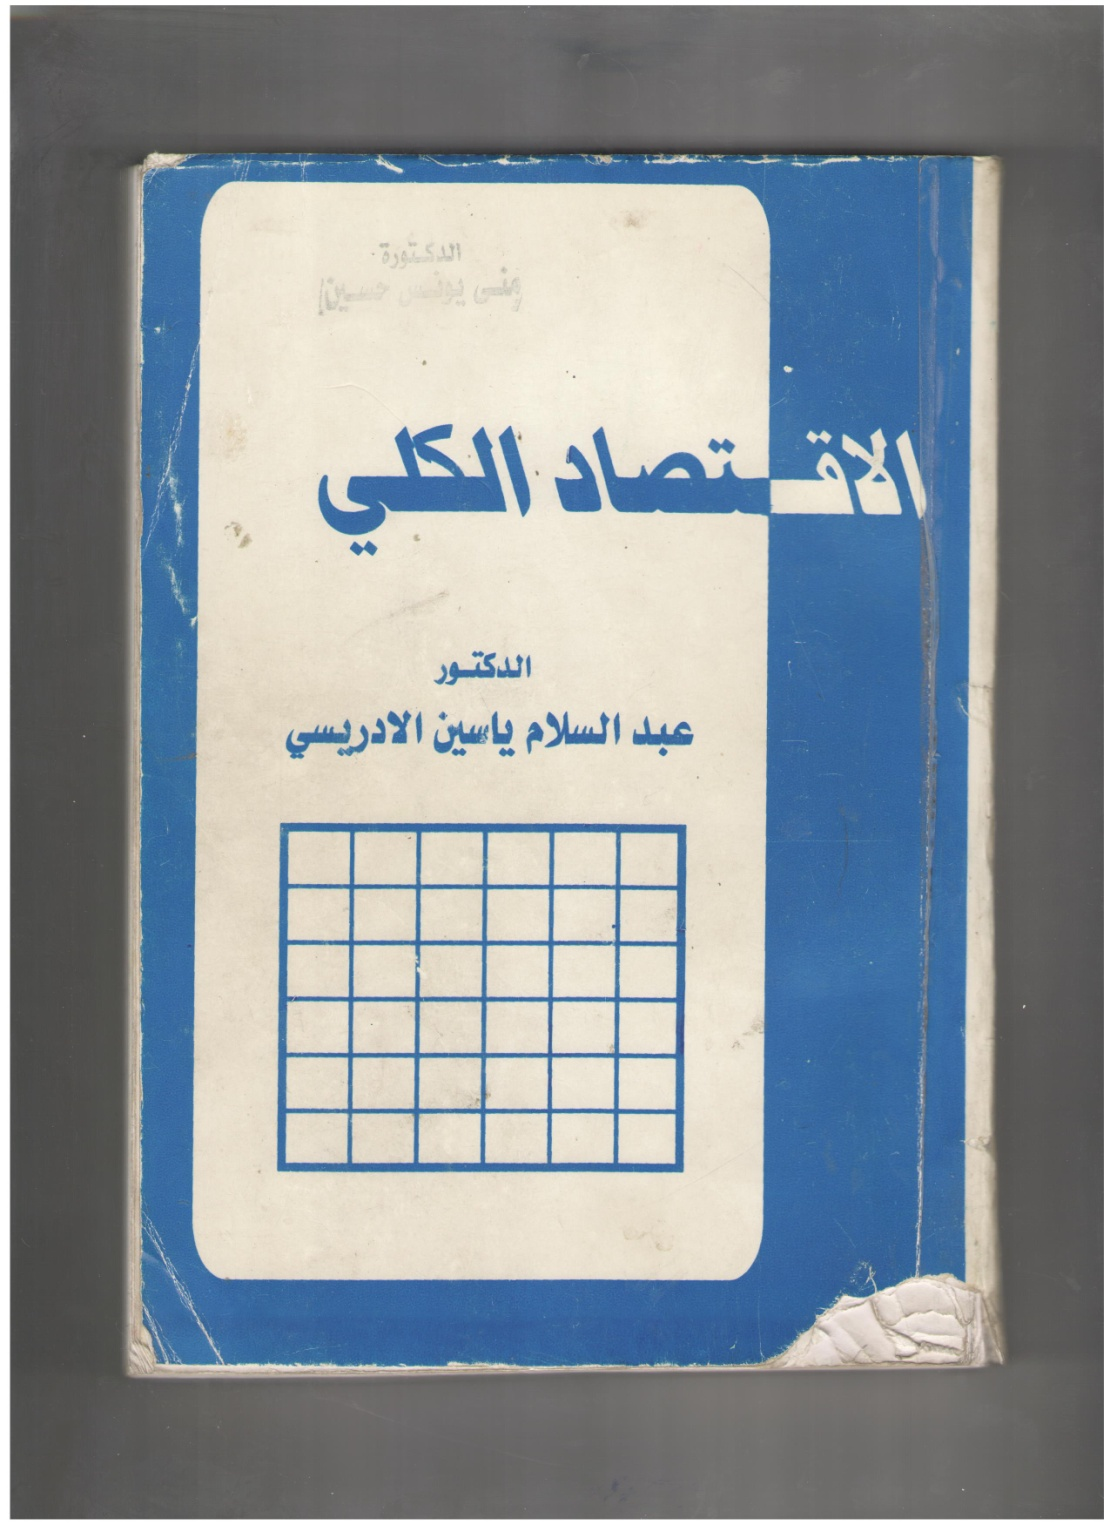 الدكتورة
منى يونس حسين
الاقتصاد الكلي
الدكتور
عبد السلام ياسين الادريسي